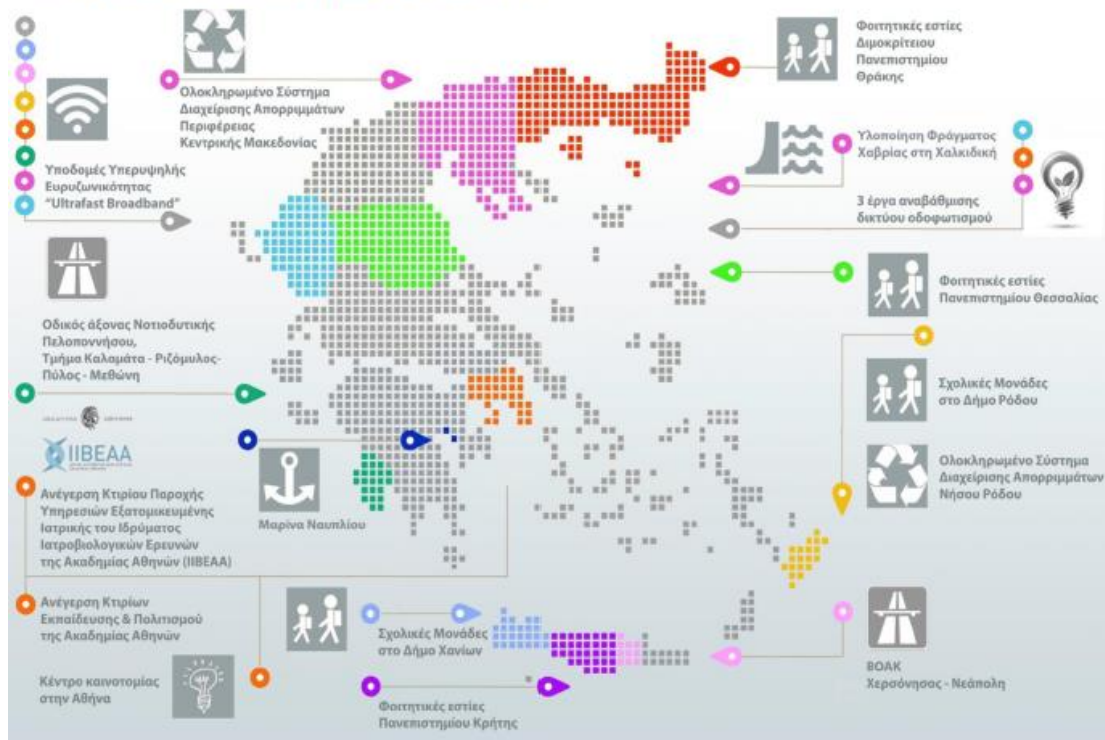 Ολοκληρωμένο Σύστημα
Διαχείρισης Απορριμμάτων
Περιφέρειας
Κεντρικής Μακεδονίας
Φοιτητικές εστίες
Διμοκρίτειου
Πανεπιστημίου
Θράκης
Υποδομές Υπερυψηλής
Ευρυζωνικότητας
“Ultrafast Broadband”
Υλοποίηση Φράγματος
Χαβρίας στη Χαλκιδική
3 έργα αναβάθμισης
δικτύου οδοφωτισμού
Φοιτητικές εστίες
Πανεπιστημίου Θεσσαλίας
Οδικός άξονας Νοτιοδυτικής
Πελοποννήσου,
Τμήμα Καλαμάτα - Ριζόμυλος-
Πύλος - Μεθώνη
Σχολικές Μονάδες
στο Δήμο Ρόδου
ΙΙΒΕΑΑ
Ολοκληρωμένο Σύστημα
Διαχείρισης Απορριμμάτων
Νήσου Ρόδου
Ανέγερση Κτιρίου Παροχής
Υπηρεσιών Εξατομικευμένης
Ιατρικής του Ιδρύματος
Ιατροβιολογικών Ερευνών
της Ακαδημίας Αθηνών (ΙΙΒΕΑΑ)
Μαρίνα Ναυπλίου
Ανέγερση Κτιρίων
Εκπαίδευσης & Πολιτισμού
της Ακαδημίας Αθηνών
Σχολικές Μονάδες
στο Δήμο Χανίων
Κέντρο καινοτομίας
στην Αθήνα
Φοιτητικές εστίες
Πανεπιστημίου Κρήτης
ΒΟΑΚ
Χερσόνησος - Νεάπολη